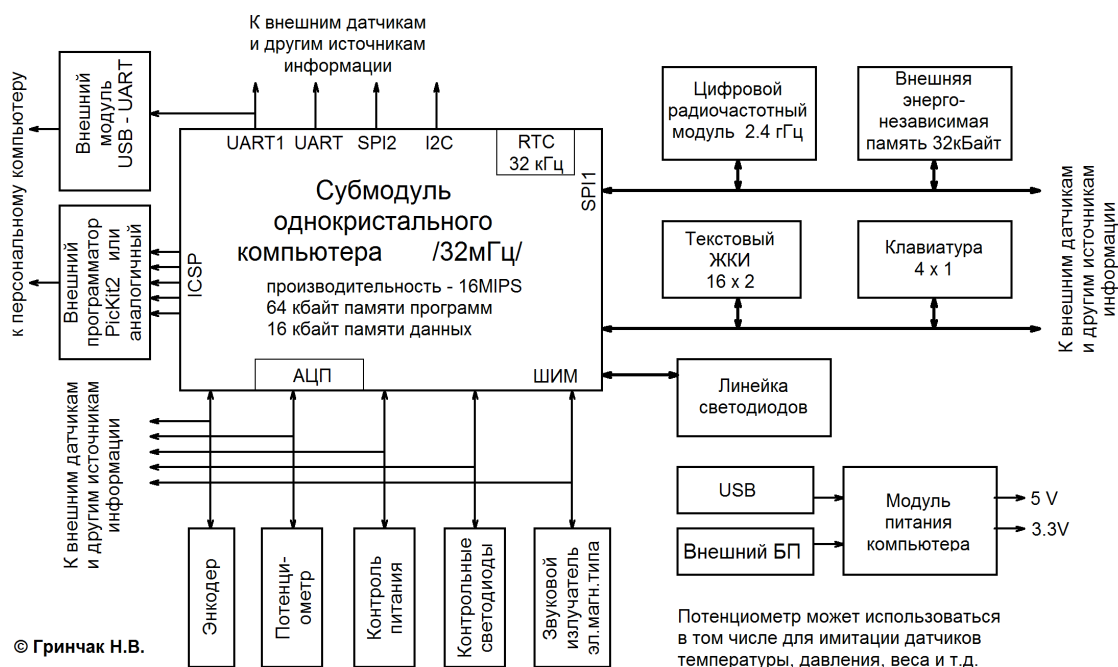 К внешним датчикам
и другим источникам
информации
к персональному компьютеру
Внешний
модуль
USB - UART
UART1 UART SPI2 I2C
RTC
32 кГц
Субмодуль
однокристального
компьютера /32мГц/
производительность - 16MIPS
64 кбайт памяти программ
16 кбайт памяти данных
SPI1
ICSP
Внешний
программатор
PicKit2 или
аналогичный
АЦП
ШИМ
Цифровой
радиочастотный
модуль 2.4 гГц
Внешняя
энерго-
независимая
память 32кБайт
Текстовый
ЖКИ
16 x 2
Клавиатура
4 x 1
К внешним датчикам
и другим источникам
информации
Линейка
светодиодов
К внешним датчикам
и другим источникам
информации
Энкодер
Потенци-
ометр
Контроль
питания
Контрольные
светодиоды
Звуковой
излучатель
эл.магн.типа
USB
Внешний БП
Модуль
питания
компьютера
5 V
3.3V
Потенциометр может использоваться
в том числе для имитации датчиков
температуры, давления, веса и т.д.
© Гринчак Н.В.